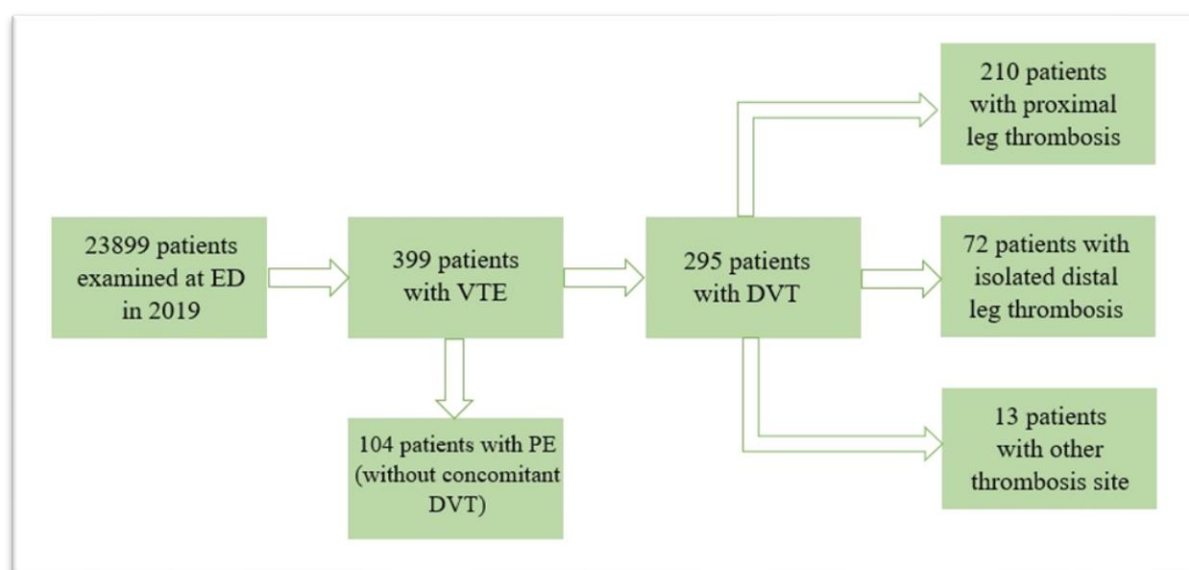 23899 patients
examined at ED
in 2019
399 patients
with VTE
104 patients with PE
(without concomitant
DVT)
295 patients
with DVT
210 patients
with proximal
leg thrombosis
72 patients with
isolated distal
leg thrombosis
13 patients
with other
thrombosis site